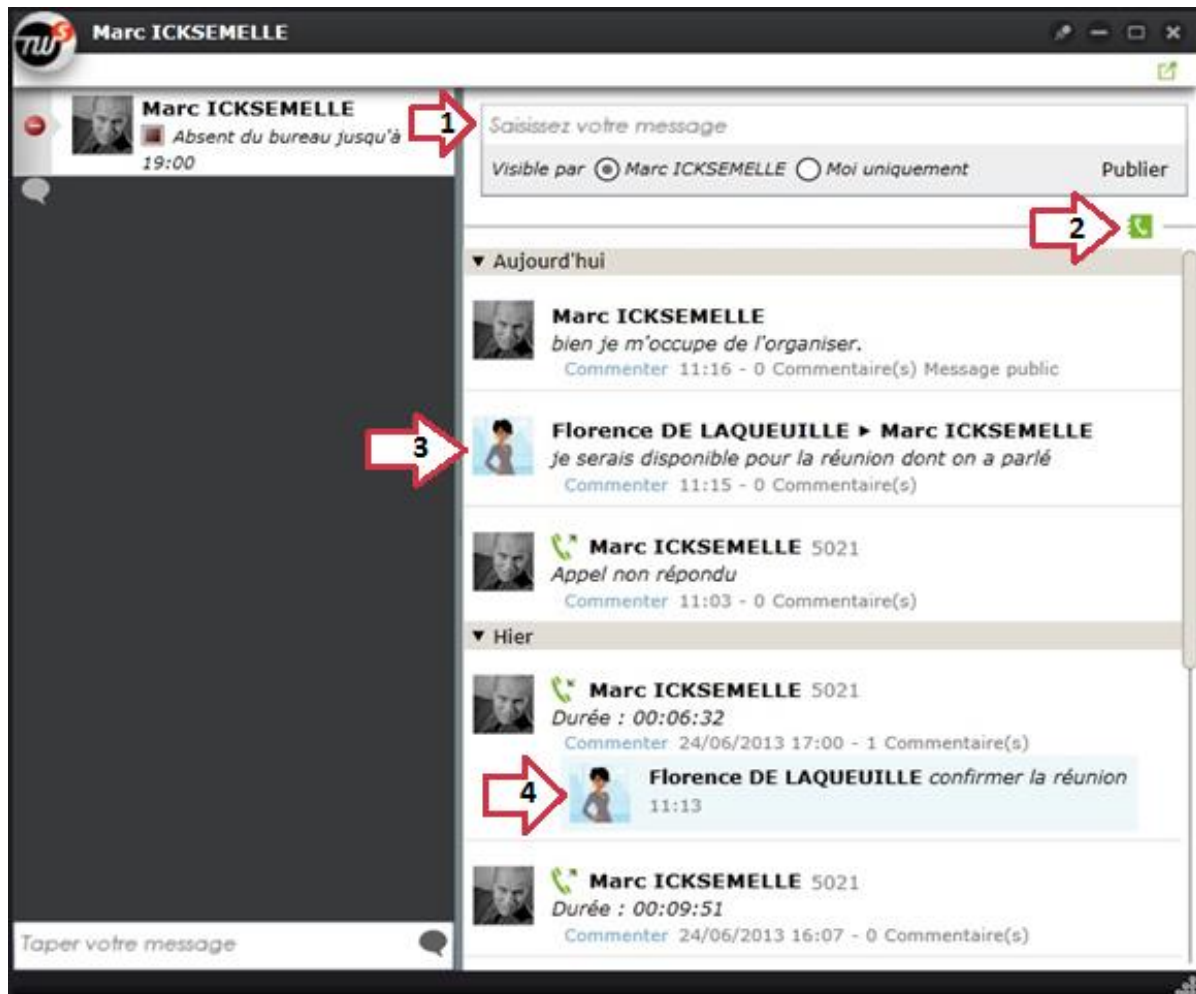 TWS
Marc ICKSEMELLE
Marc ICKSEMELLE
Absent du bureau jusqu'à
19:00
1
Saisissez votre message
Visible par Marc ICKSEMELLE Moi uniquement Publier
2
Aujourd'hui
Marc ICKSEMELLE
bien je m'occupe de l'organiser.
Commenter 11:16 - 0 Commentaire(s) Message public
3
Florence DE LAQUEUILLE ▸ Marc ICKSEMELLE
je serais disponible pour la réunion dont on a parlé
Commenter 11:15 - 0 Commentaire(s)
Marc ICKSEMELLE 5021
Appel non répondu
Commenter 11:03 - 0 Commentaire(s)
Hier
Marc ICKSEMELLE 5021
Durée : 00:06:32
Commenter 24/06/2013 17:00 - 1 Commentaire(s)
4
Florence DE LAQUEUILLE confirmer la réunion
11:13
Marc ICKSEMELLE 5021
Durée : 00:09:51
Commenter 24/06/2013 16:07 - 0 Commentaire(s)
Taper votre message